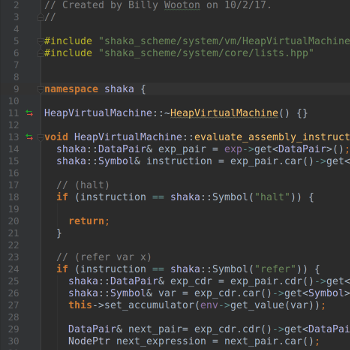 2 // Created by Billy Wooton on 10/2/17.
3 //
4
5 #include "shaka_scheme/system/vm/HeapVirtualMachine
6 #include "shaka_scheme/system/core/lists.hpp"
7
8
9 namespace shaka {
10
11 HeapVirtualMachine::~HeapVirtualMachine() {}
12
13 void HeapVirtualMachine::evaluate_assembly_instruct
14 shaka::DataPair& exp_pair = exp->get<DataPair>();
15 shaka::Symbol& instruction = exp_pair.car()->get<
16
17 // (halt)
18 if (instruction == shaka::Symbol("halt")) {
19
20 return;
21 }
22
23 // (refer var x)
24 if (instruction == shaka::Symbol("refer")) {
25 shaka::DataPair& exp_cdr = exp_pair.cdr()->get<
26 shaka::Symbol& var = exp_cdr.car()->get<Symbol>
27 this->set_accumulator(env->get_value(var));
28
29 DataPair& next_pair= exp_cdr.cdr()->get<DataPai
30 NodePtr next_expression = next_pair.car();